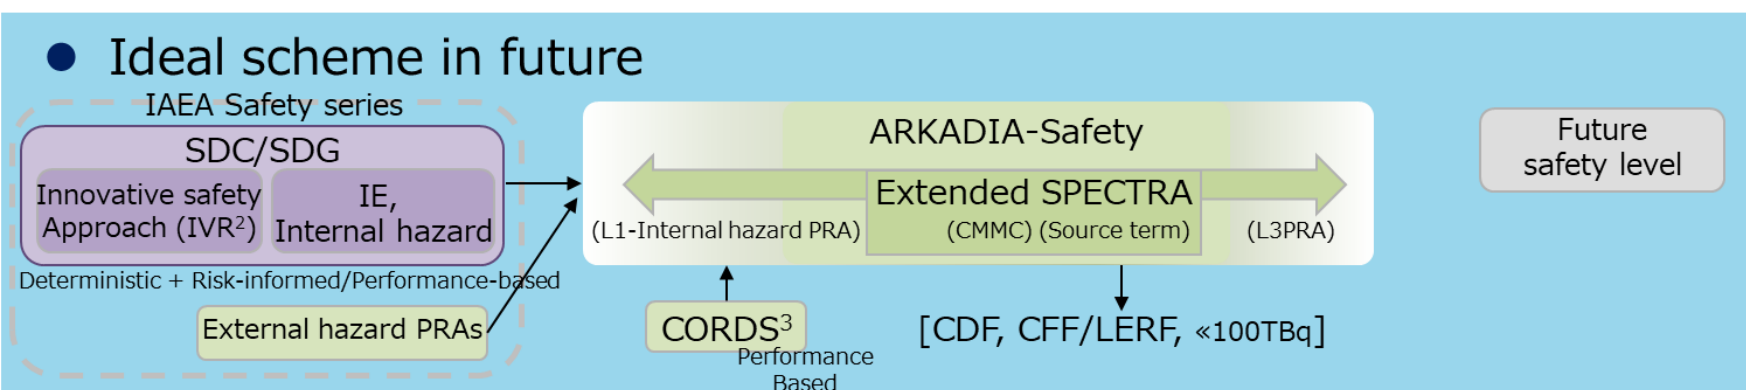 ● Ideal scheme in future
IAEA Safety series
SDC/SDG
Innovative safety
Approach (IVR²)
IE,
Internal hazard
Deterministic + Risk-informed/Performance-based
External hazard PRAs
ARKADIA-Safety
Extended SPECTRA
(L1-Internal hazard PRA)
(CMMC) (Source term)
(L3PRA)
CORDS³
Performance
Based
[CDF, CFF/LERF, «100TBq]
Future
safety level